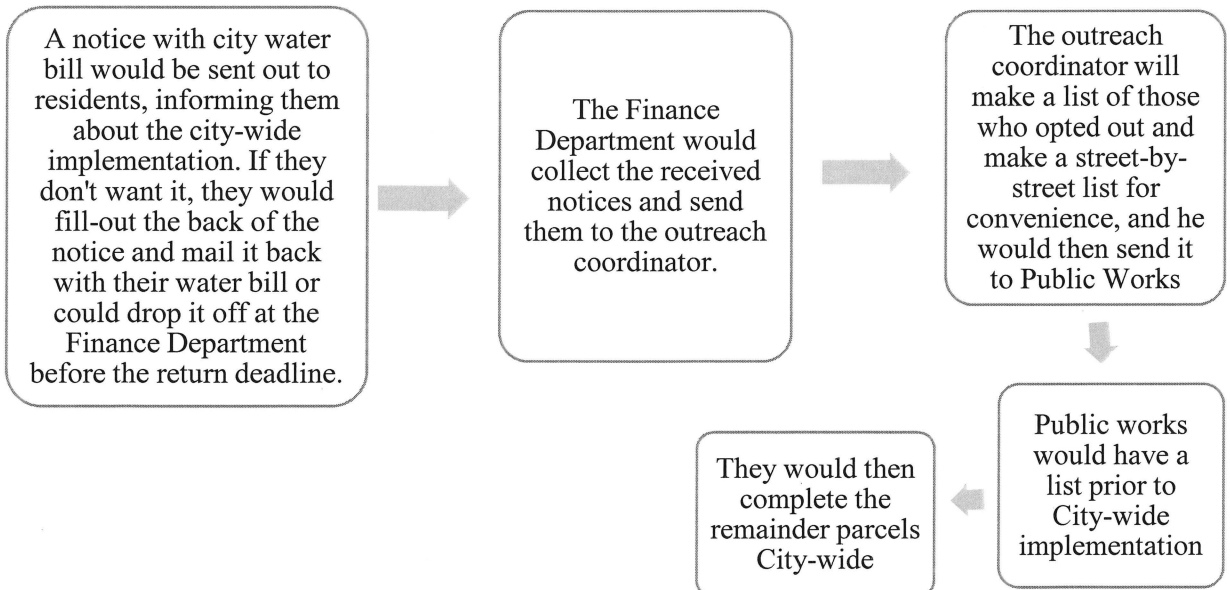 A notice with city water
bill would be sent out to
residents, informing them
about the city-wide
implementation. If they
don't want it, they would
fill-out the back of the
notice and mail it back
with their water bill or
could drop it off at the
Finance Department
before the return deadline.
The Finance
Department would
collect the received
notices and send
them to the outreach
coordinator.
The outreach
coordinator will
make a list of those
who opted out and
make a street-by-
street list for
convenience, and he
would then send it
to Public Works
Public works
would have a
list prior to
City-wide
implementation
They would then
complete the
remainder parcels
City-wide